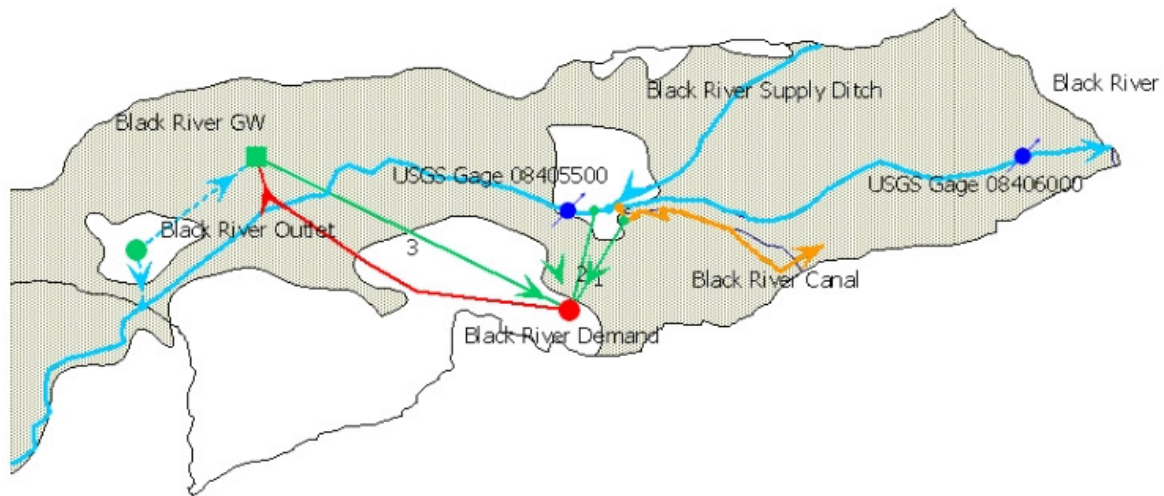 Black River Supply Ditch
Black River
Black River GW
USGS Gage 08405500
USGS Gage 08406000
Black River Outlet
3
2
1
Black River Canal
Black River Demand